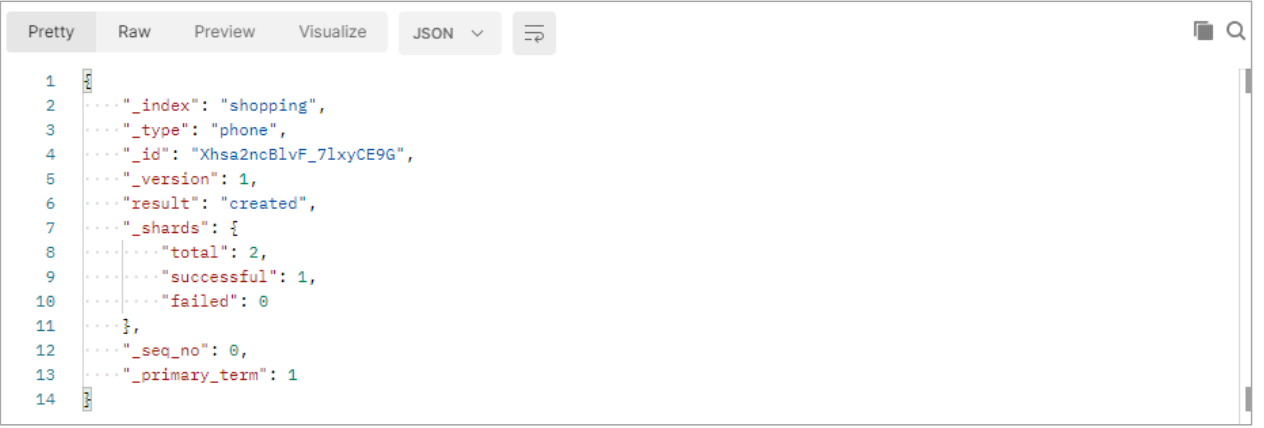 Pretty Raw Preview Visualize JSON
1 {
2 "_index": "shopping",
3 "_type": "phone",
4 "_id": "Xhsa2ncBlvF_7lxyCE9G",
5 "_version": 1,
6 "result": "created",
7 "_shards": {
8 "total": 2,
9 "successful": 1,
10 "failed": 0
11 },
12 "_seq_no": 0,
13 "_primary_term": 1
14 }